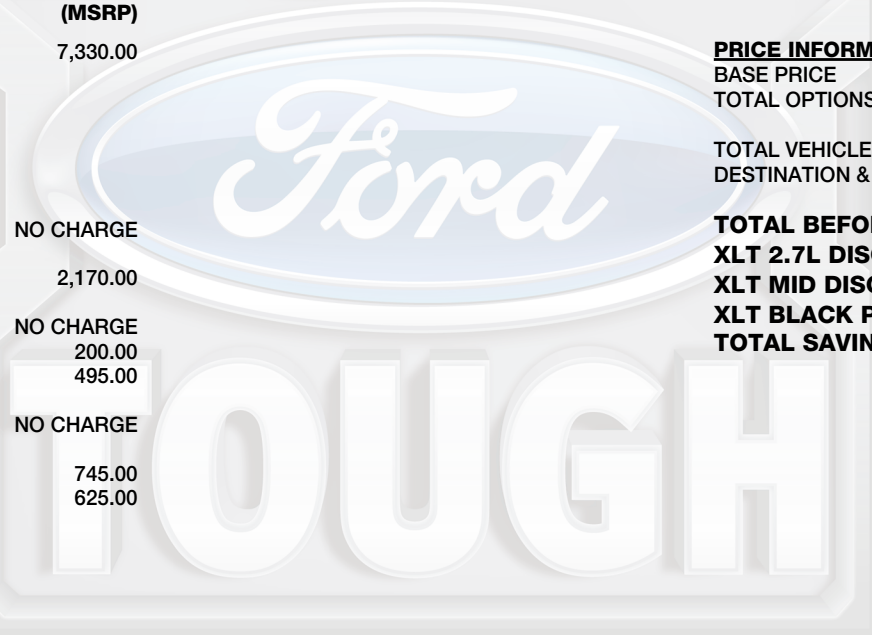 (MSRP)
7,330.00
NO CHARGE
2,170.00
NO CHARGE
200.00
495.00
NO CHARGE
745.00
625.00
PRICE INFORM
BASE PRICE
TOTAL OPTIONS
TOTAL VEHICLE
DESTINATION &
TOTAL BEFO
XLT 2.7L DIS
XLT MID DISC
XLT BLACK P
TOTAL SAVIN
Ford
TOUGH